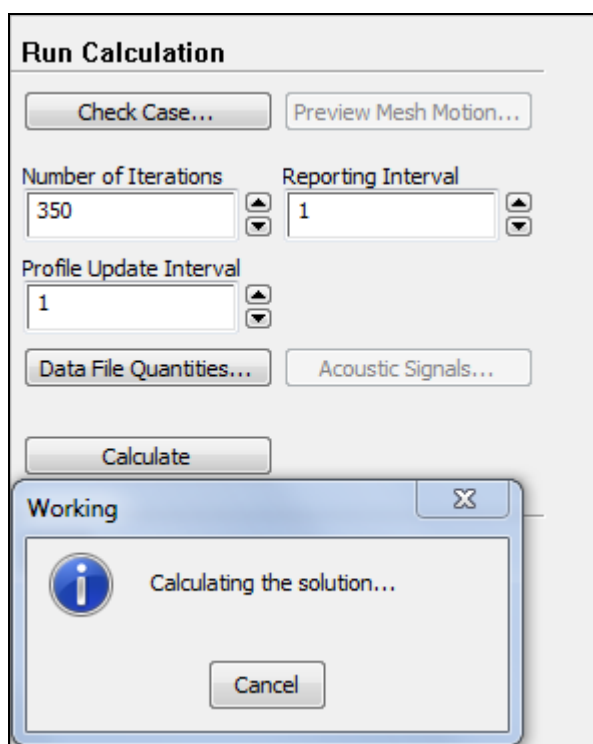 Run Calculation
Check Case... Preview Mesh Motion...
Number of Iterations Reporting Interval
350 1
Profile Update Interval
1
Data File Quantities... Acoustic Signals...
Calculate
Working
Calculating the solution...
Cancel